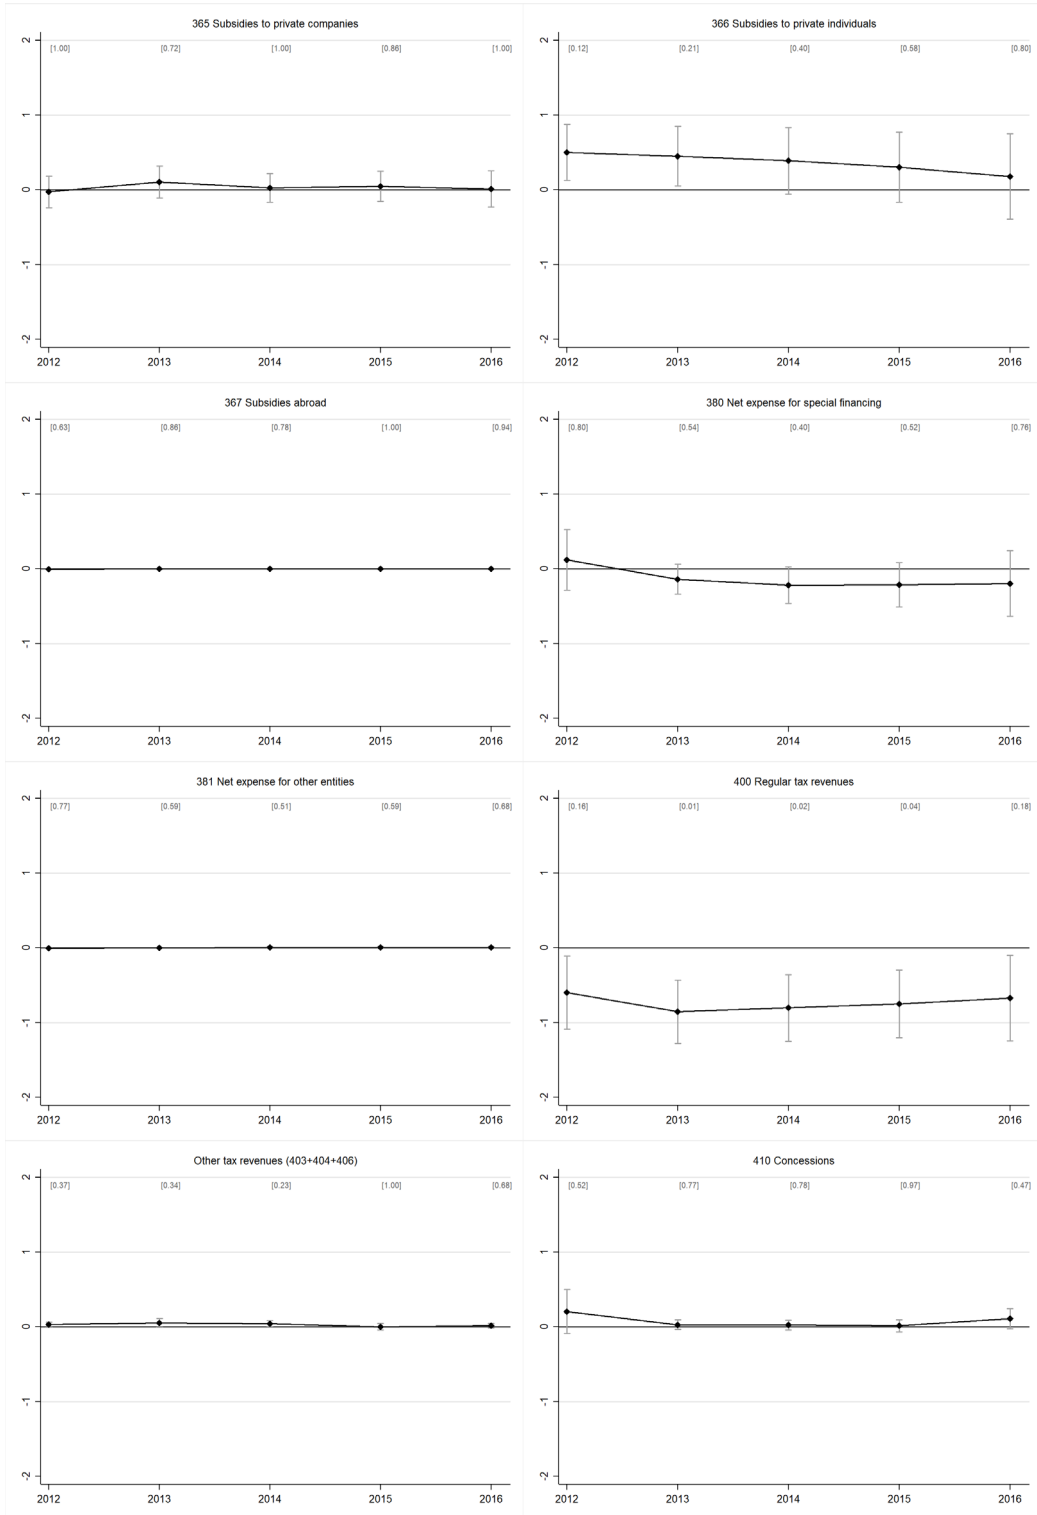 365 Subsidies to private companies
2
[1.00] [0.72] [1.00] [0.86] [1.00]
1
0
-1
-2
2012 2013 2014 2015 2016
366 Subsidies to private individuals
2
[0.12] [0.21] [0.40] [0.58] [0.80]
1
0
-1
-2
2012 2013 2014 2015 2016
367 Subsidies abroad
2
[0.63] [0.86] [0.78] [1.00] [0.94]
1
0
-1
-2
2012 2013 2014 2015 2016
380 Net expense for special financing
2
[0.80] [0.54] [0.40] [0.52] [0.76]
1
0
-1
-2
2012 2013 2014 2015 2016
381 Net expense for other entities
2
[0.77] [0.59] [0.51] [0.59] [0.68]
1
0
-1
-2
2012 2013 2014 2015 2016
400 Regular tax revenues
2
[0.16] [0.01] [0.02] [0.04] [0.18]
1
0
-1
-2
2012 2013 2014 2015 2016
Other tax revenues (403+404+406)
2
[0.37] [0.34] [0.23] [1.00] [0.68]
1
0
-1
-2
2012 2013 2014 2015 2016
410 Concessions
2
[0.52] [0.77] [0.78] [0.97] [0.47]
1
0
-1
-2
2012 2013 2014 2015 2016